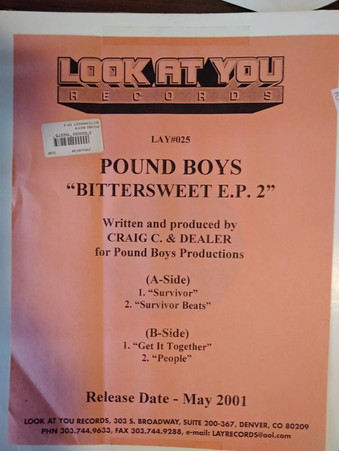 LOOK AT YOU
RECORDS
LAY#025
POUND BOYS
"BITTERSWEET E.P. 2"
Written and produced by
CRAIG C. & DEALER
for Pound Boys Productions
(A-Side)
1. "Survivor"
2. "Survivor Beats"
(B-Side)
1. "Get It Together"
2. "People"
Release Date - May 2001
LOOK AT YOU RECORDS, 303 S. BROADWAY, SUITE 200-367, DENVER, CO 80209
PHN 303.744.9633, FAX 303.744.9288, e-mail: LAYRECORDS@aol.com